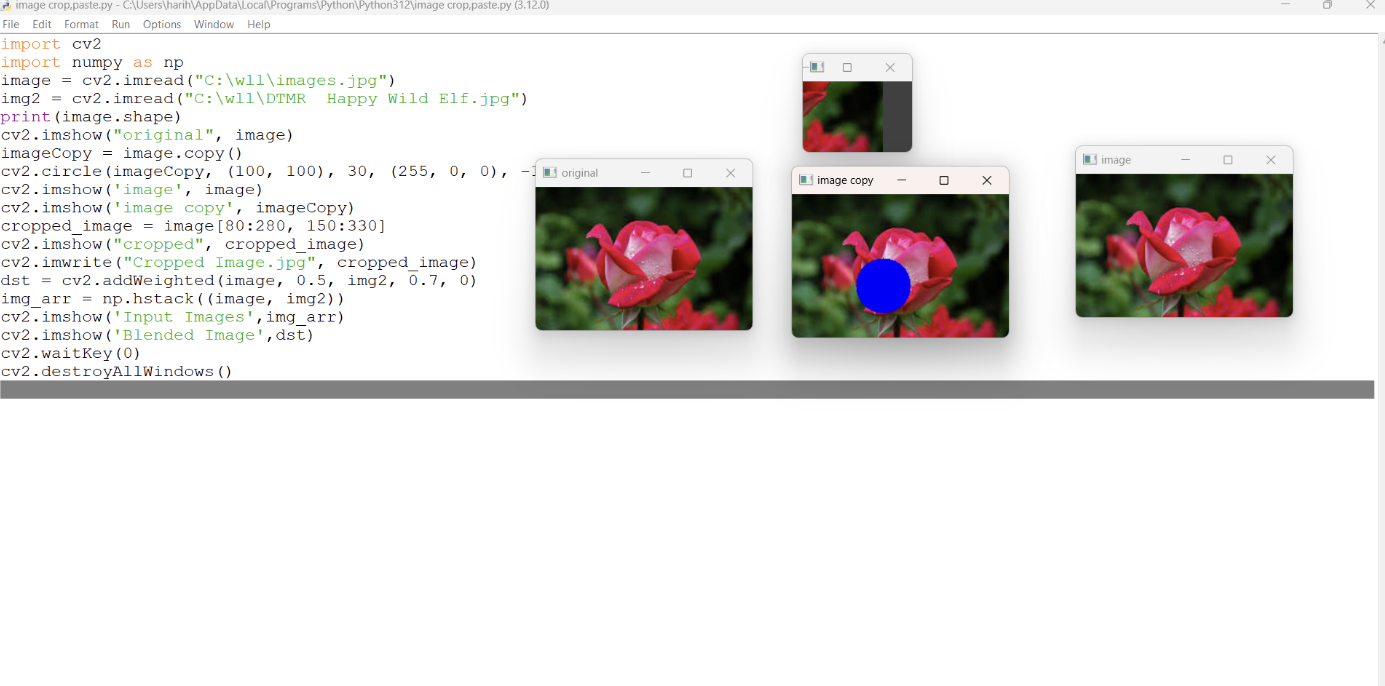 image crop,paste.py - C:\Users\harih\AppData\Local\Programs\Python\Python312\image crop,paste.py (3.12.0)
File Edit Format Run Options Window Help
import cv2
import numpy as np
image = cv2.imread("C:\wll\images.jpg")
img2 = cv2.imread("C:\wll\DTMR  Happy Wild Elf.jpg")
print(image.shape)
cv2.imshow("original", image)
imageCopy = image.copy()
cv2.circle(imageCopy, (100, 100), 30, (255, 0, 0), -
cv2.imshow('image', image)
cv2.imshow('image copy', imageCopy)
cropped_image = image[80:280, 150:330]
cv2.imshow("cropped", cropped_image)
cv2.imwrite("Cropped Image.jpg", cropped_image)
dst = cv2.addWeighted(image, 0.5, img2, 0.7, 0)
img_arr = np.hstack((image, img2))
cv2.imshow('Input Images',img_arr)
cv2.imshow('Blended Image',dst)
cv2.waitKey(0)
cv2.destroyAllWindows()
original
image copy
image